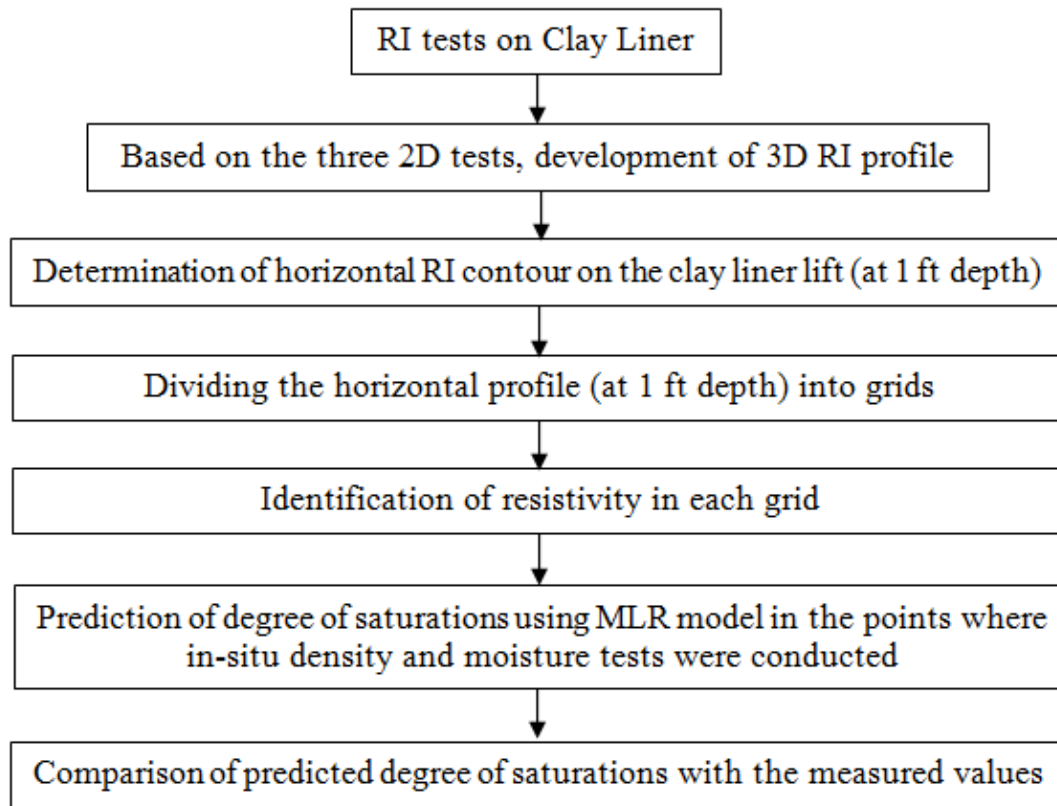 RI tests on Clay Liner
Based on the three 2D tests, development of 3D RI profile
Determination of horizontal RI contour on the clay liner lift (at 1 ft depth)
Dividing the horizontal profile (at 1 ft depth) into grids
Identification of resistivity in each grid
Prediction of degree of saturations using MLR model in the points where
in-situ density and moisture tests were conducted
Comparison of predicted degree of saturations with the measured values